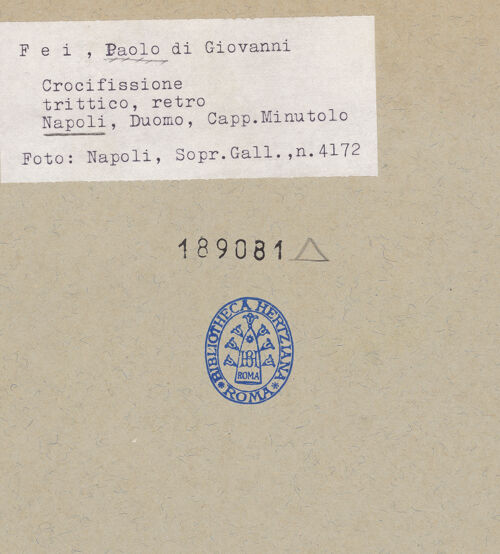 F e i , Paolo di Giovanni
Crocifissione
trittico, retro
Napoli, Duomo, Capp.Minutolo
Foto: Napoli, Sopr.Gall.,n.4172
189081
BIBLIOTHECA HERTZIANA
BH
ROMA
*ROMA*